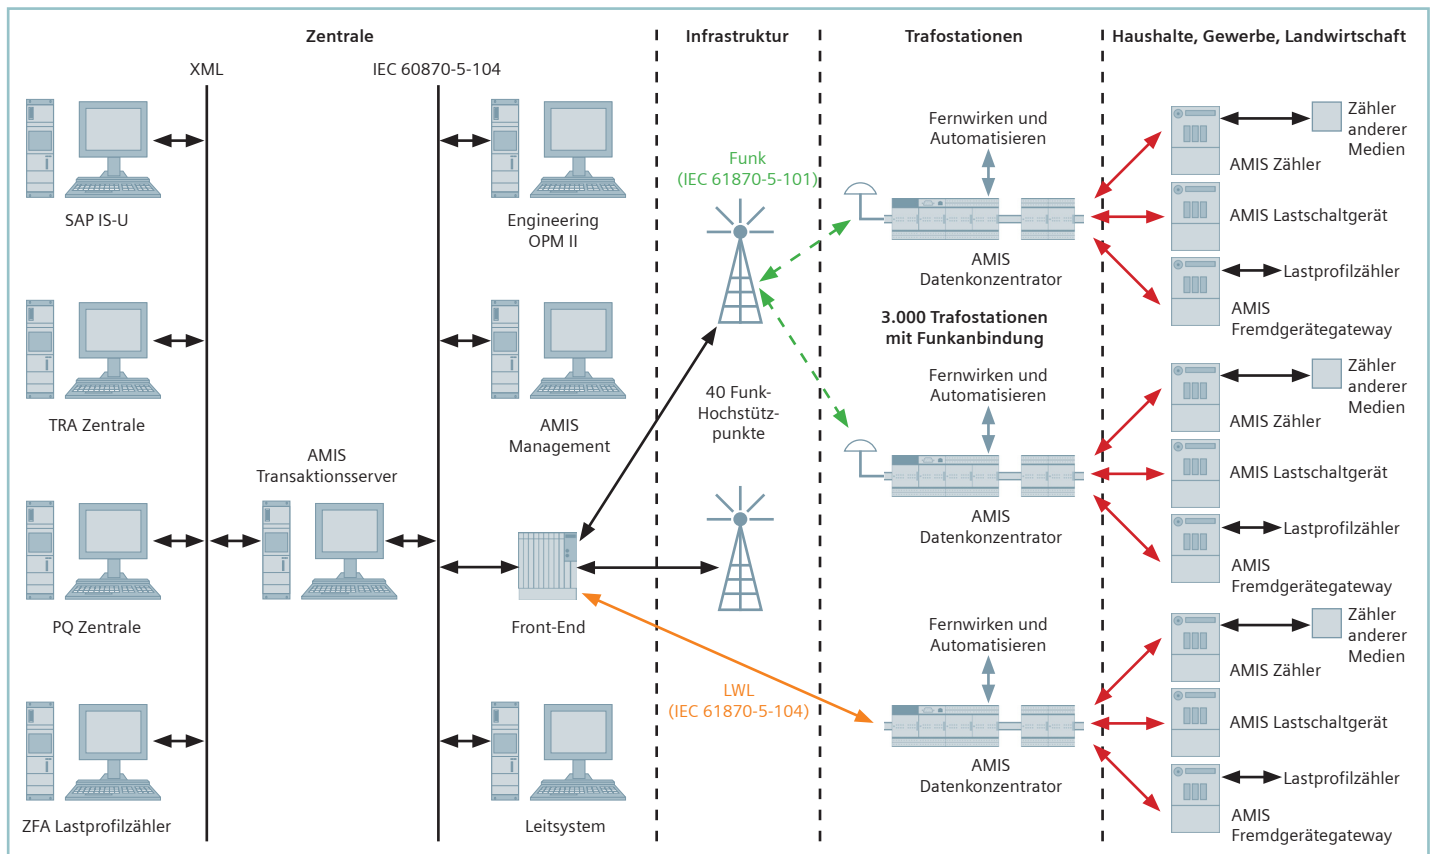 Zentrale
Infrastruktur
Trafostationen
Haushalte, Gewerbe, Landwirtschaft
XML
IEC 60870-5-104
SAP IS-U
TRA Zentrale
PQ Zentrale
ZFA Lastprofilzähler
AMIS
Transaktionsserver
Engineering
OPM II
AMIS
Management
Front-End
Leitsystem
Funk
(IEC 61870-5-101)
40 Funk-
Hochstütz-
punkte
LWL
(IEC 61870-5-104)
Fernwirken und
Automatisieren
AMIS
Datenkonzentrator
3.000 Trafostationen
mit Funkanbindung
Fernwirken und
Automatisieren
AMIS
Datenkonzentrator
Fernwirken und
Automatisieren
AMIS
Datenkonzentrator
Zähler
anderer
Medien
AMIS Zähler
AMIS Lastschaltgerät
Lastprofilzähler
AMIS
Fremdgerätegateway
Zähler
anderer
Medien
AMIS Zähler
AMIS Lastschaltgerät
Lastprofilzähler
AMIS
Fremdgerätegateway
Zähler
anderer
Medien
AMIS Zähler
AMIS Lastschaltgerät
Lastprofilzähler
AMIS
Fremdgerätegateway